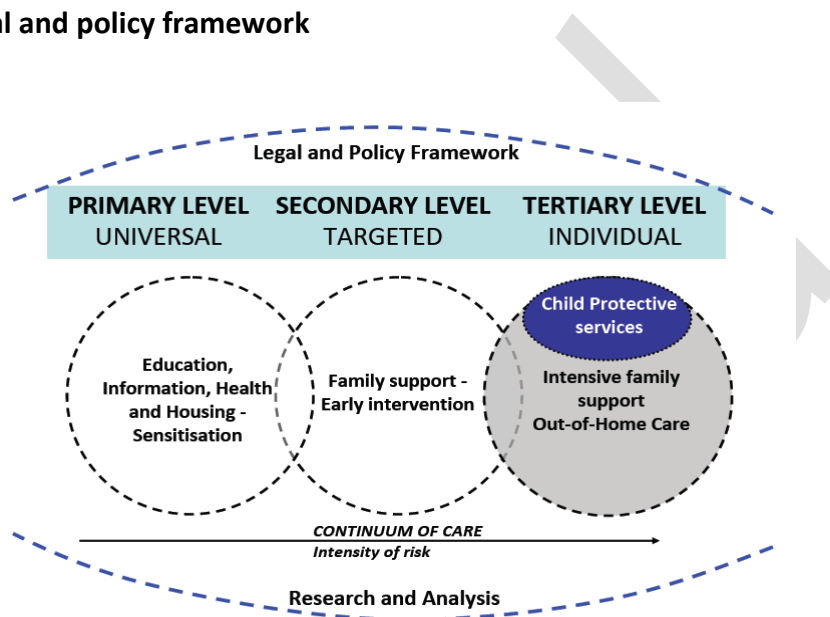 al and policy framework
Legal and Policy Framework
PRIMARY LEVEL SECONDARY LEVEL TERTIARY LEVEL
UNIVERSAL TARGETED INDIVIDUAL
Child Protective
services
Education,
Information, Health
and Housing -
Sensitisation
Family support -
Early intervention
Intensive family
support
Out-of-Home Care
CONTINUUM OF CARE
Intensity of risk
Research and Analysis